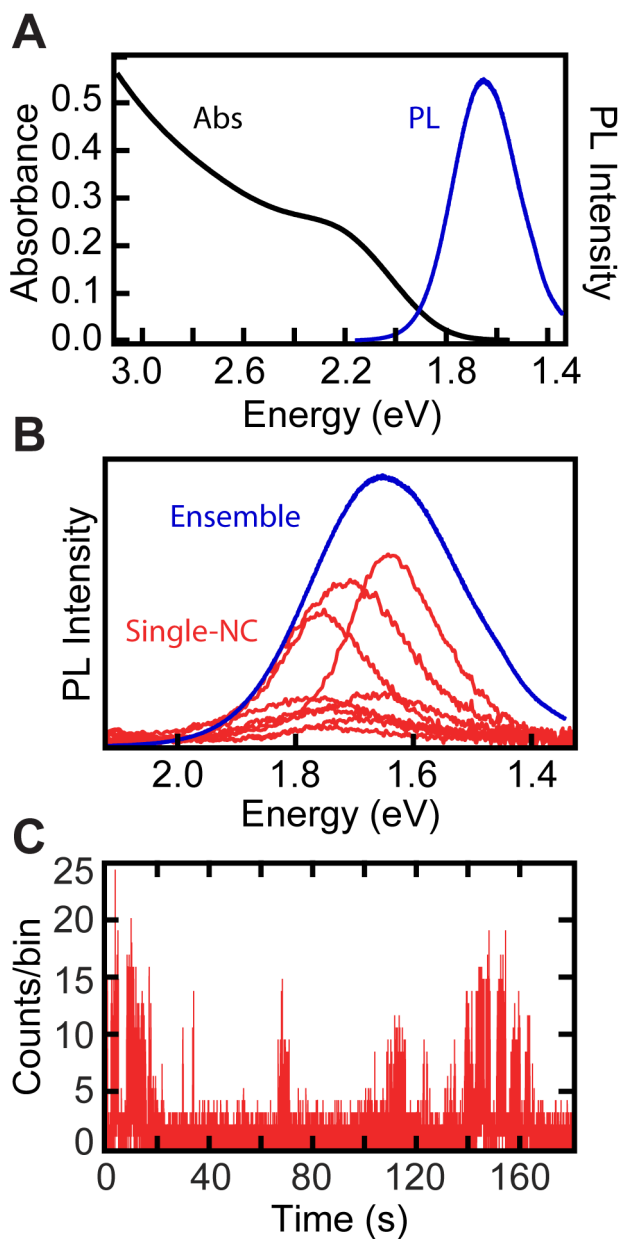 A
Absorbance
0.5
0.4
0.3
0.2
0.1
0.0
Abs
PL
PL Intensity
3.0 2.6 2.2 1.8 1.4
Energy (eV)
B
PL Intensity
Ensemble
Single-NC
2.0 1.8 1.6 1.4
Energy (eV)
C
Counts/bin
25
20
15
10
5
0
0 40 80 120 160
Time (s)